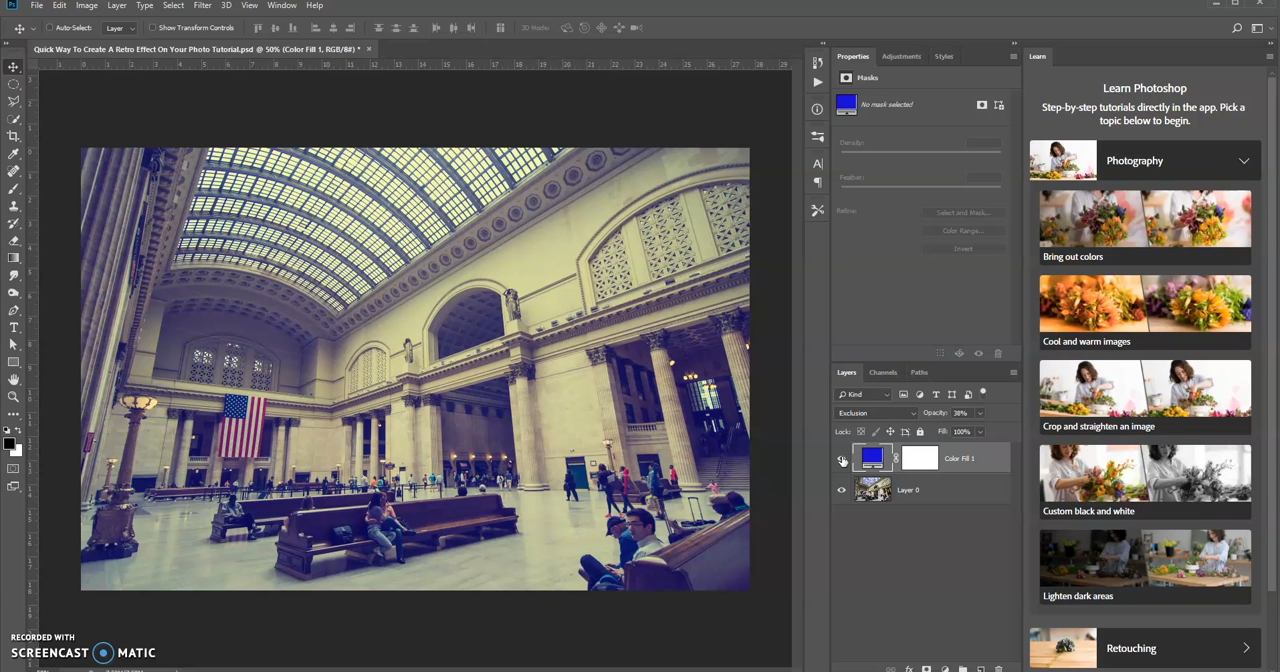 Ps File Edit Image Layer Type Select Filter 3D View Window Help
Auto-Select: Layer Show Transform Controls 3D Mode:
Quick Way To Create A Retro Effect On Your Photo Tutorial.psd @ 50% (Color Fill 1, RGB/8#) * ×
Properties Adjustments Styles
Masks
No mask selected
Density:
Feather:
Refine:
Select and Mask...
Color Range...
Invert
Layers Channels Paths
Kind
Exclusion Opacity: 38%
Lock: Fill: 100%
Color Fill 1
Layer 0
Learn
Learn Photoshop
Step-by-step tutorials directly in the app. Pick a
topic below to begin.
Photography
Bring out colors
Cool and warm images
Crop and straighten an image
Custom black and white
Lighten dark areas
Retouching
RECORDED WITH
SCREENCAST MATIC